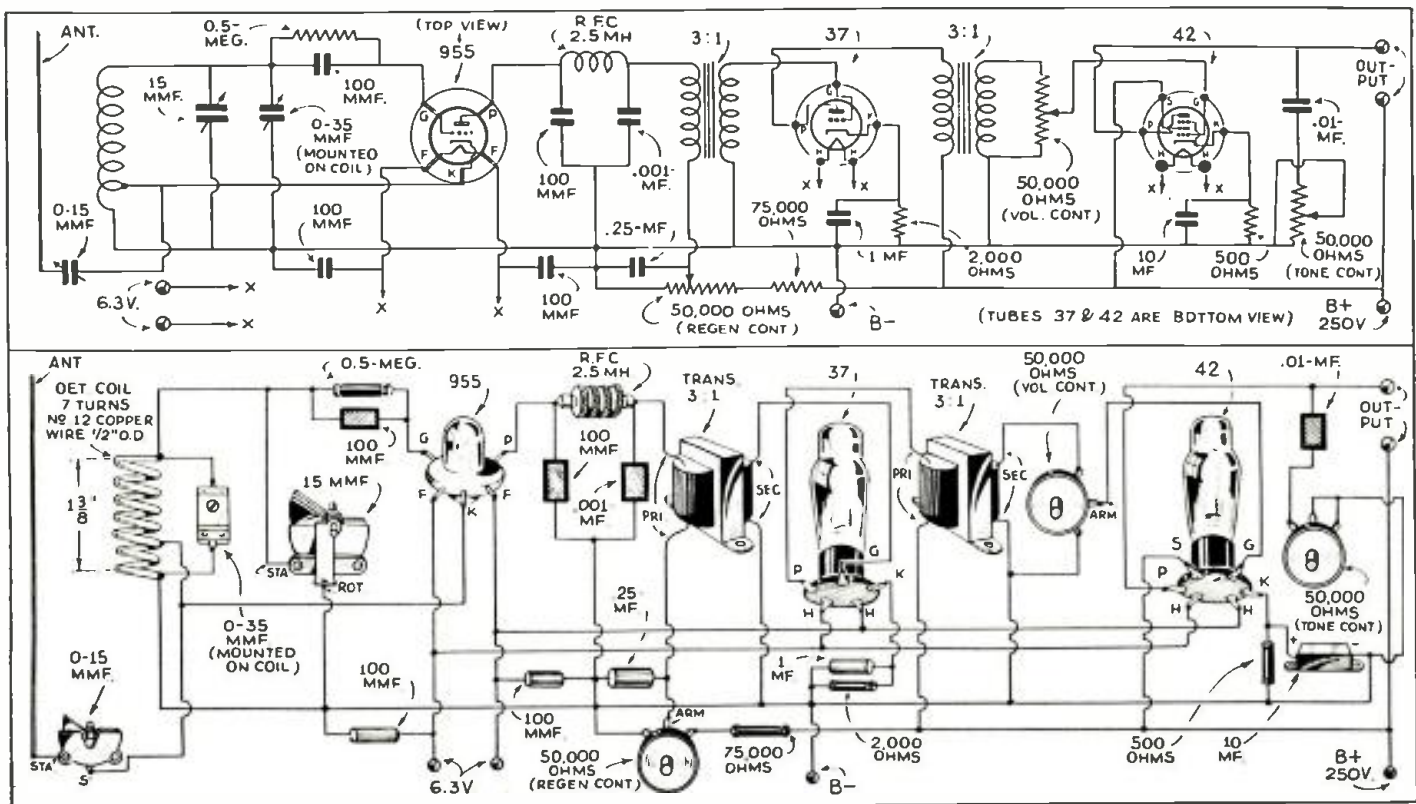 ANT.
0.5-
MEG.
(TOP VIEW)
955
R.F.C
2.5 MH
3:1
37
3:1
42
OUT-
PUT
15
MMF.
100
MMF.
0-35
MMF
(MOUNTED
ON COIL)
G
P
F
F
K
100
MMF
.001-
MF.
P
G
K
H
H
X
X
50,000
OHMS
(VOL. CONT)
S
G
P
K
H
H
X
X
.01-
MF.
0-15
MMF
100
MMF
.25-MF
75,000
OHMS
1 MF
2,000
OHMS
10
MF
500
OHMS
50,000
OHMS
(TONE CONT)
6.3V.
X
X
X
X
100
MMF
50,000 OHMS
(REGEN CONT)
B-
(TUBES 37 & 42 ARE BOTTOM VIEW)
B+
250V.
ANT
DET. COIL
7 TURNS
Nº 12 COPPER
WIRE 1/2" O.D
1 3/8"
0.5-MEG.
100
MMF
955
G
P
F
F
K
R.F.C
2.5 MH
100
MMF
.001
MF
TRANS.
3:1
PRI
SEC
37
P
G
K
H
H
TRANS.
3:1
PRI
SEC
50,000
OHMS
(VOL CONT)
ARM
42
S
G
P
K
H
H
.01-MF.
OUT-
PUT
15 MMF
STA
ROT
0-35
MMF
(MOUNTED
ON COIL)
.25
MF
50,000
OHMS
(TONE CONT)
+
-
0-15
MMF.
STA
S
100
MMF
100
MMF.
6.3V
50,000
OHMS
(REGEN CONT)
ARM
75,000
OHMS
1
MF
2,000
OHMS
B-
500
OHMS
10
MF.
B+
250V.